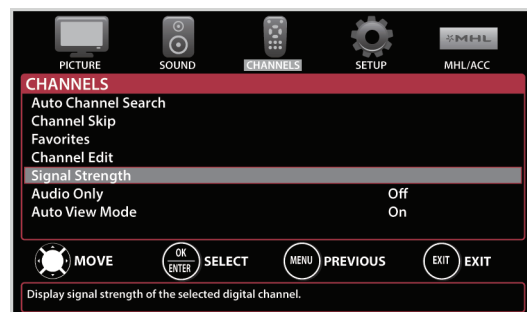 MHL
PICTURE SOUND CHANNELS SETUP MHL/ACC
CHANNELS
Auto Channel Search
Channel Skip
Favorites
Channel Edit
Signal Strength
Audio Only Off
Auto View Mode On
MOVE OK ENTER SELECT MENU PREVIOUS EXIT EXIT
Display signal strength of the selected digital channel.